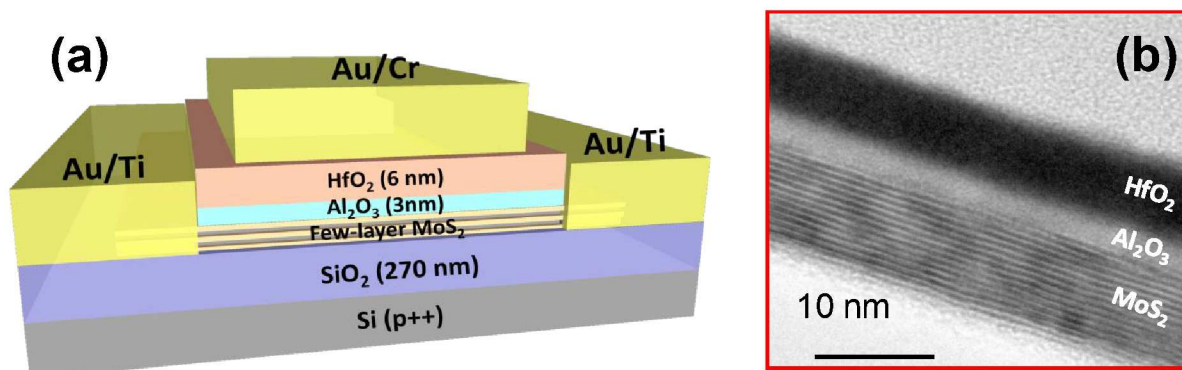 (a)
Au/Cr
Au/Ti
Au/Ti
HfO₂ (6 nm)
Al₂O₃ (3nm)
Few-layer MoS₂
SiO₂ (270 nm)
Si (p++)
(b)
HfO₂
Al₂O₃
MoS₂
10 nm